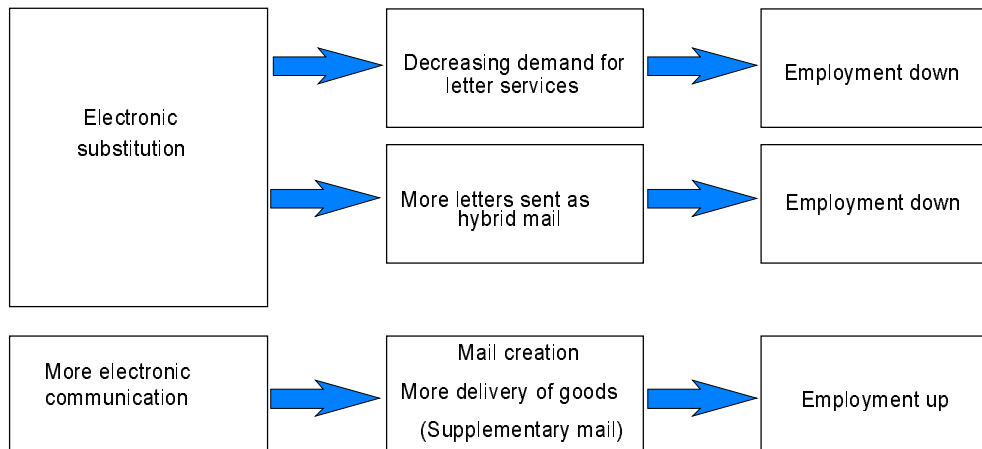 Electronic
substitution
Decreasing demand for
letter services
Employment down
More letters sent as
hybrid mail
Employment down
More electronic
communication
Mail creation
More delivery of goods
(Supplementary mail)
Employment up